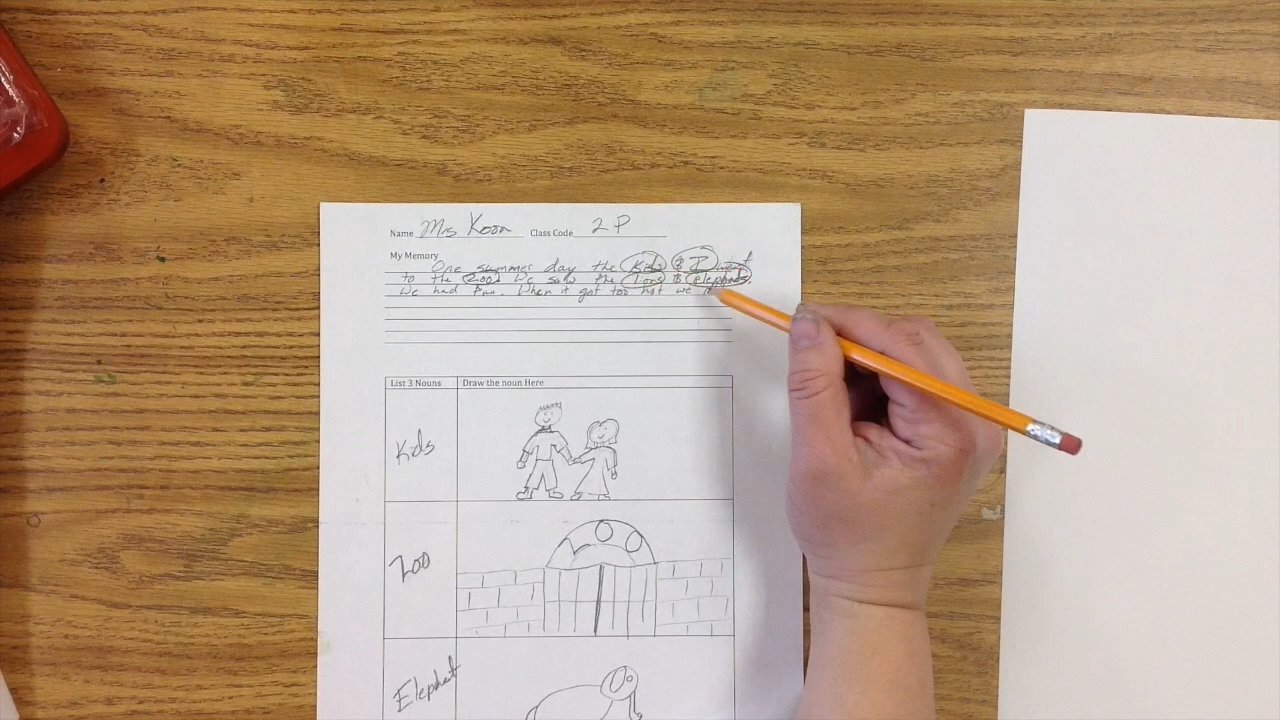 Name Mrs Koon Class Code 2P
My Memory
One summer day the Kids & I went
to the zoo. We saw the lions & elephants.
We had fun. When it got too hot we
List 3 Nouns Draw the noun Here
Kids
Zoo
Elephant